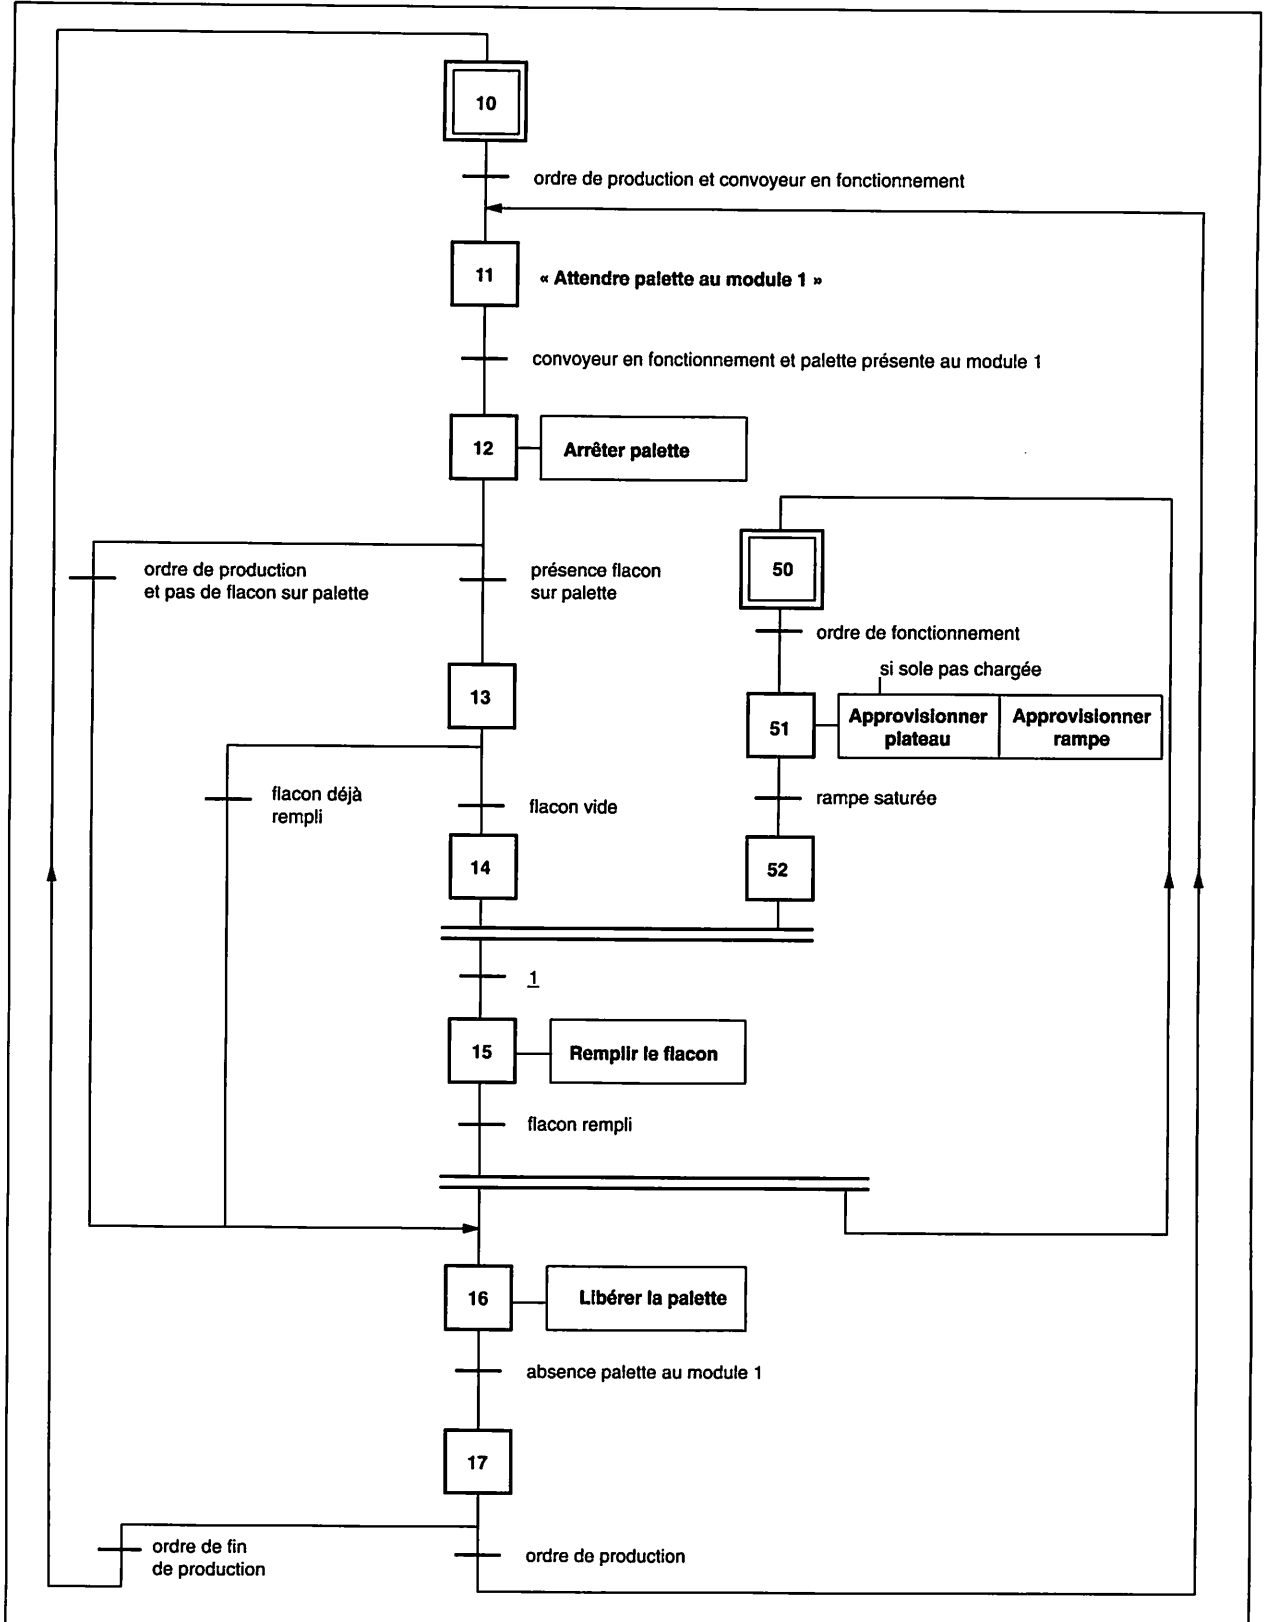 10
ordre de production et convoyeur en fonctionnement
11
« Attendre palette au module 1 »
convoyeur en fonctionnement et palette présente au module 1
12
Arrêter palette
ordre de production
et pas de flacon sur palette
présence flacon
sur palette
50
ordre de fonctionnement
si sole pas chargée
13
51
Approvisionner
plateau
Approvisionner
rampe
flacon déjà
rempli
flacon vide
rampe saturée
14
52
1
15
Remplir le flacon
flacon rempli
16
Libérer la palette
absence palette au module 1
17
ordre de fin
de production
ordre de production